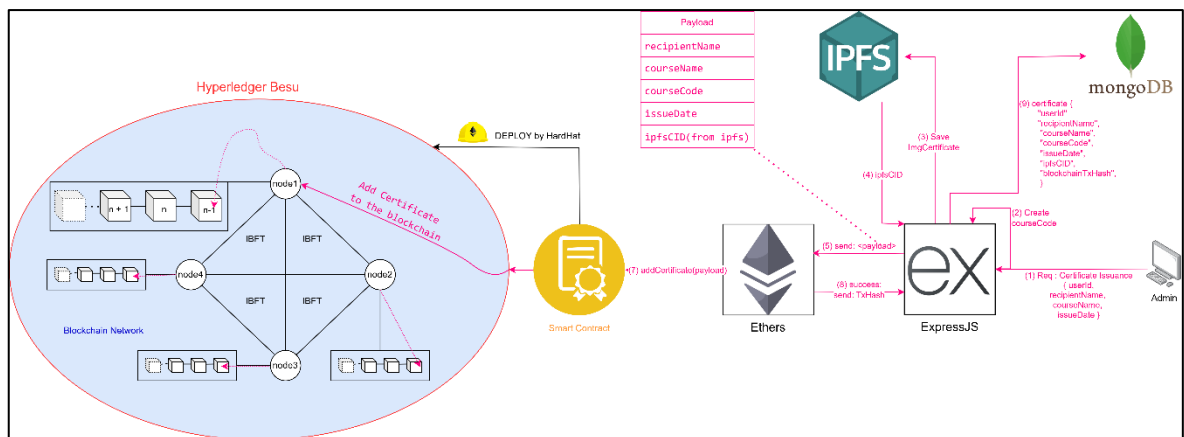 Hyperledger Besu
node1
n + 1
n
n-1
IBFT
IBFT
node4
node2
IBFT
IBFT
Blockchain Network
node3
Add Certificate
to the blockchain
DEPLOY by HardHat
Smart Contract
(7) addCertificate(payload)
Ethers
Payload
recipientName
courseName
courseCode
issueDate
ipfsCID(from ipfs)
IPFS
(3) Save
ImgCertificate
(4) ipfsCID
(5) send: <payload>
(8) success:
send: TxHash
ex
ExpressJS
mongoDB
(9) certificate {
"userId"
"recipientName",
"courseName",
"courseCode",
"issueDate",
"ipfsCID",
"blockchainTxHash",
}
(2) Create
courseCode
(1) Req : Certificate Issuance
{ userId,
recipientName,
courseName,
issueDate }
Admin